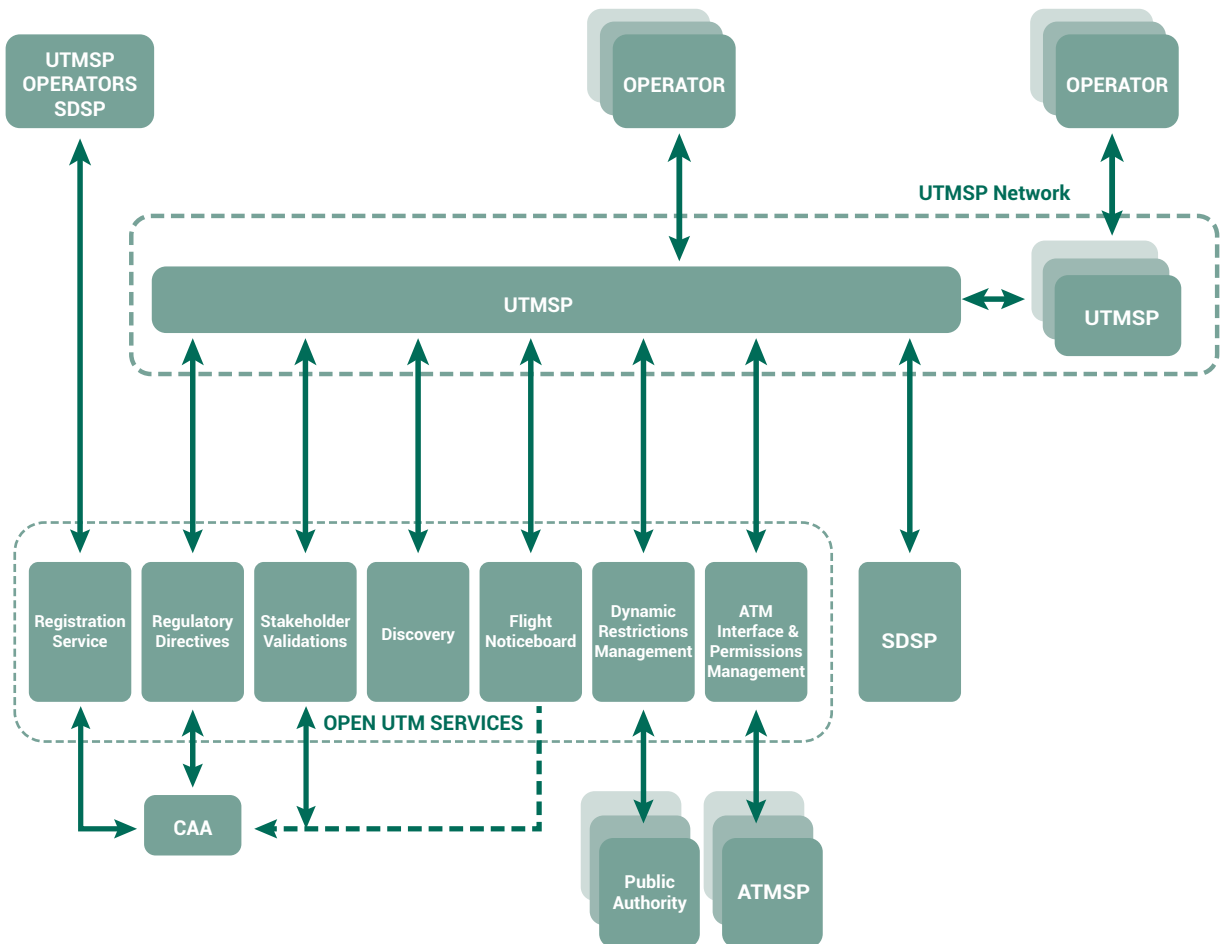 UTMSP
OPERATORS
SDSP
OPERATOR
OPERATOR
UTMSP Network
UTMSP
UTMSP
Registration
Service
Regulatory
Directives
Stakeholder
Validations
Discovery
Flight
Noticeboard
Dynamic
Restrictions
Management
ATM
Interface &
Permissions
Management
SDSP
OPEN UTM SERVICES
CAA
Public
Authority
ATMSP